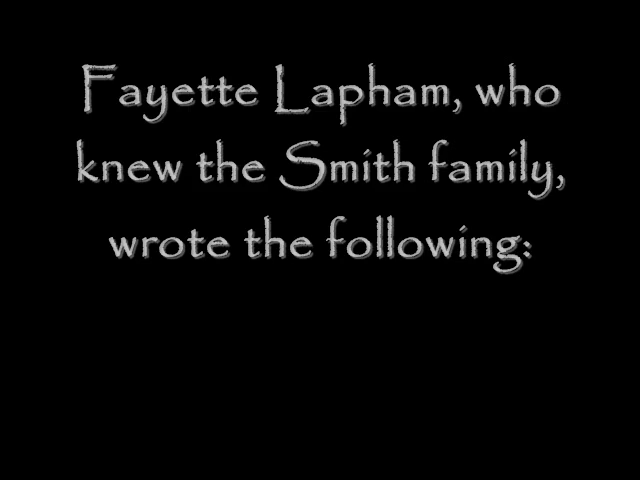 Fayette Lapham, who
knew the Smith family,
wrote the following: